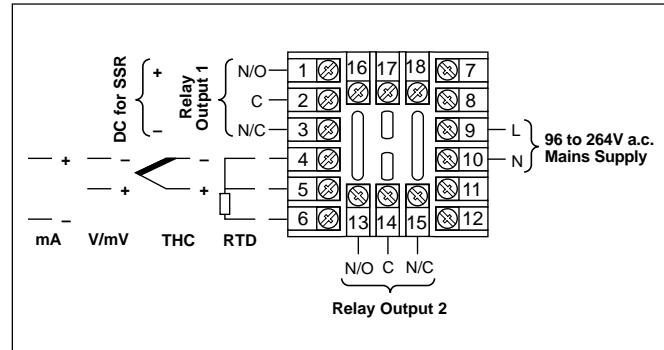 DC for SSR
+
–
Relay
Output 1
N/O
C
N/C
1
2
3
4
5
6
16
17
18
13
14
15
7
8
9
10
11
12
L
N
96 to 264V a.c.
Mains Supply
+
–
–
+
–
+
mA
V/mV
THC
RTD
N/O
C
N/C
Relay Output 2